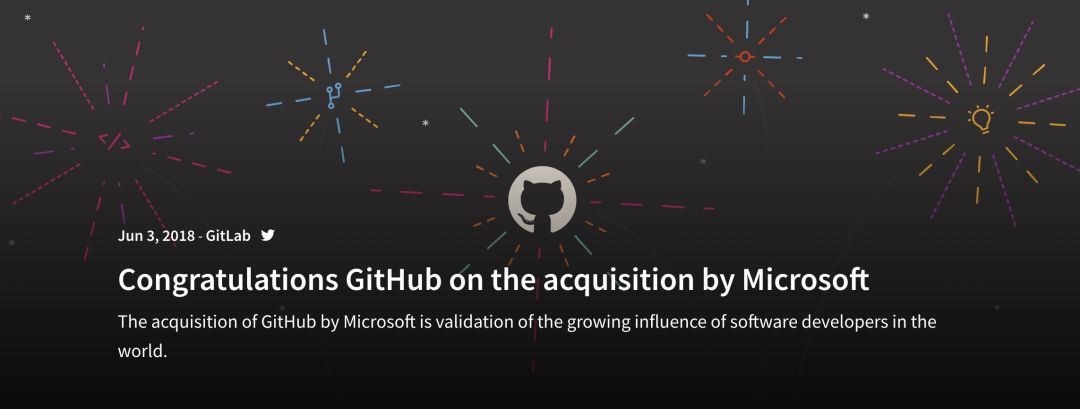 Jun 3, 2018 - GitLab
Congratulations GitHub on the acquisition by Microsoft
The acquisition of GitHub by Microsoft is validation of the growing influence of software developers in the
world.